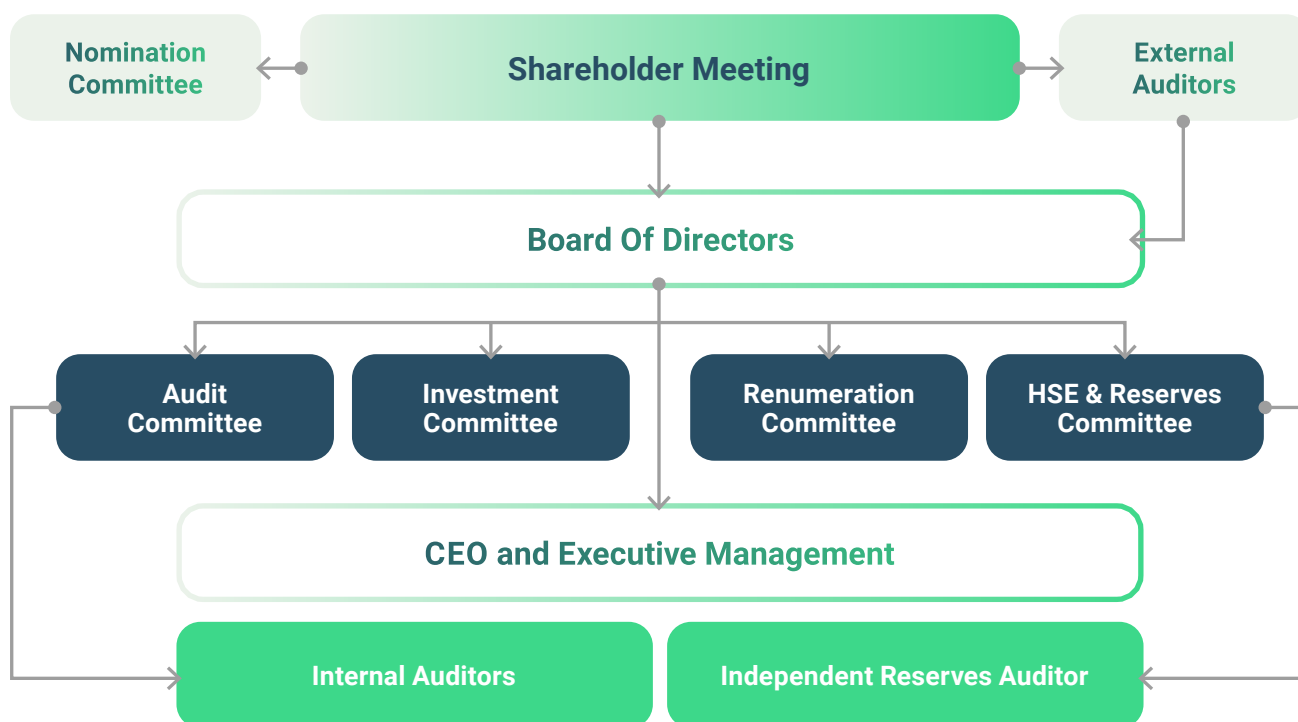 Nomination
Committee
Shareholder Meeting
External
Auditors
Board Of Directors
Audit
Committee
Investment
Committee
Renumeration
Committee
HSE & Reserves
Committee
CEO and Executive Management
Internal Auditors
Independent Reserves Auditor